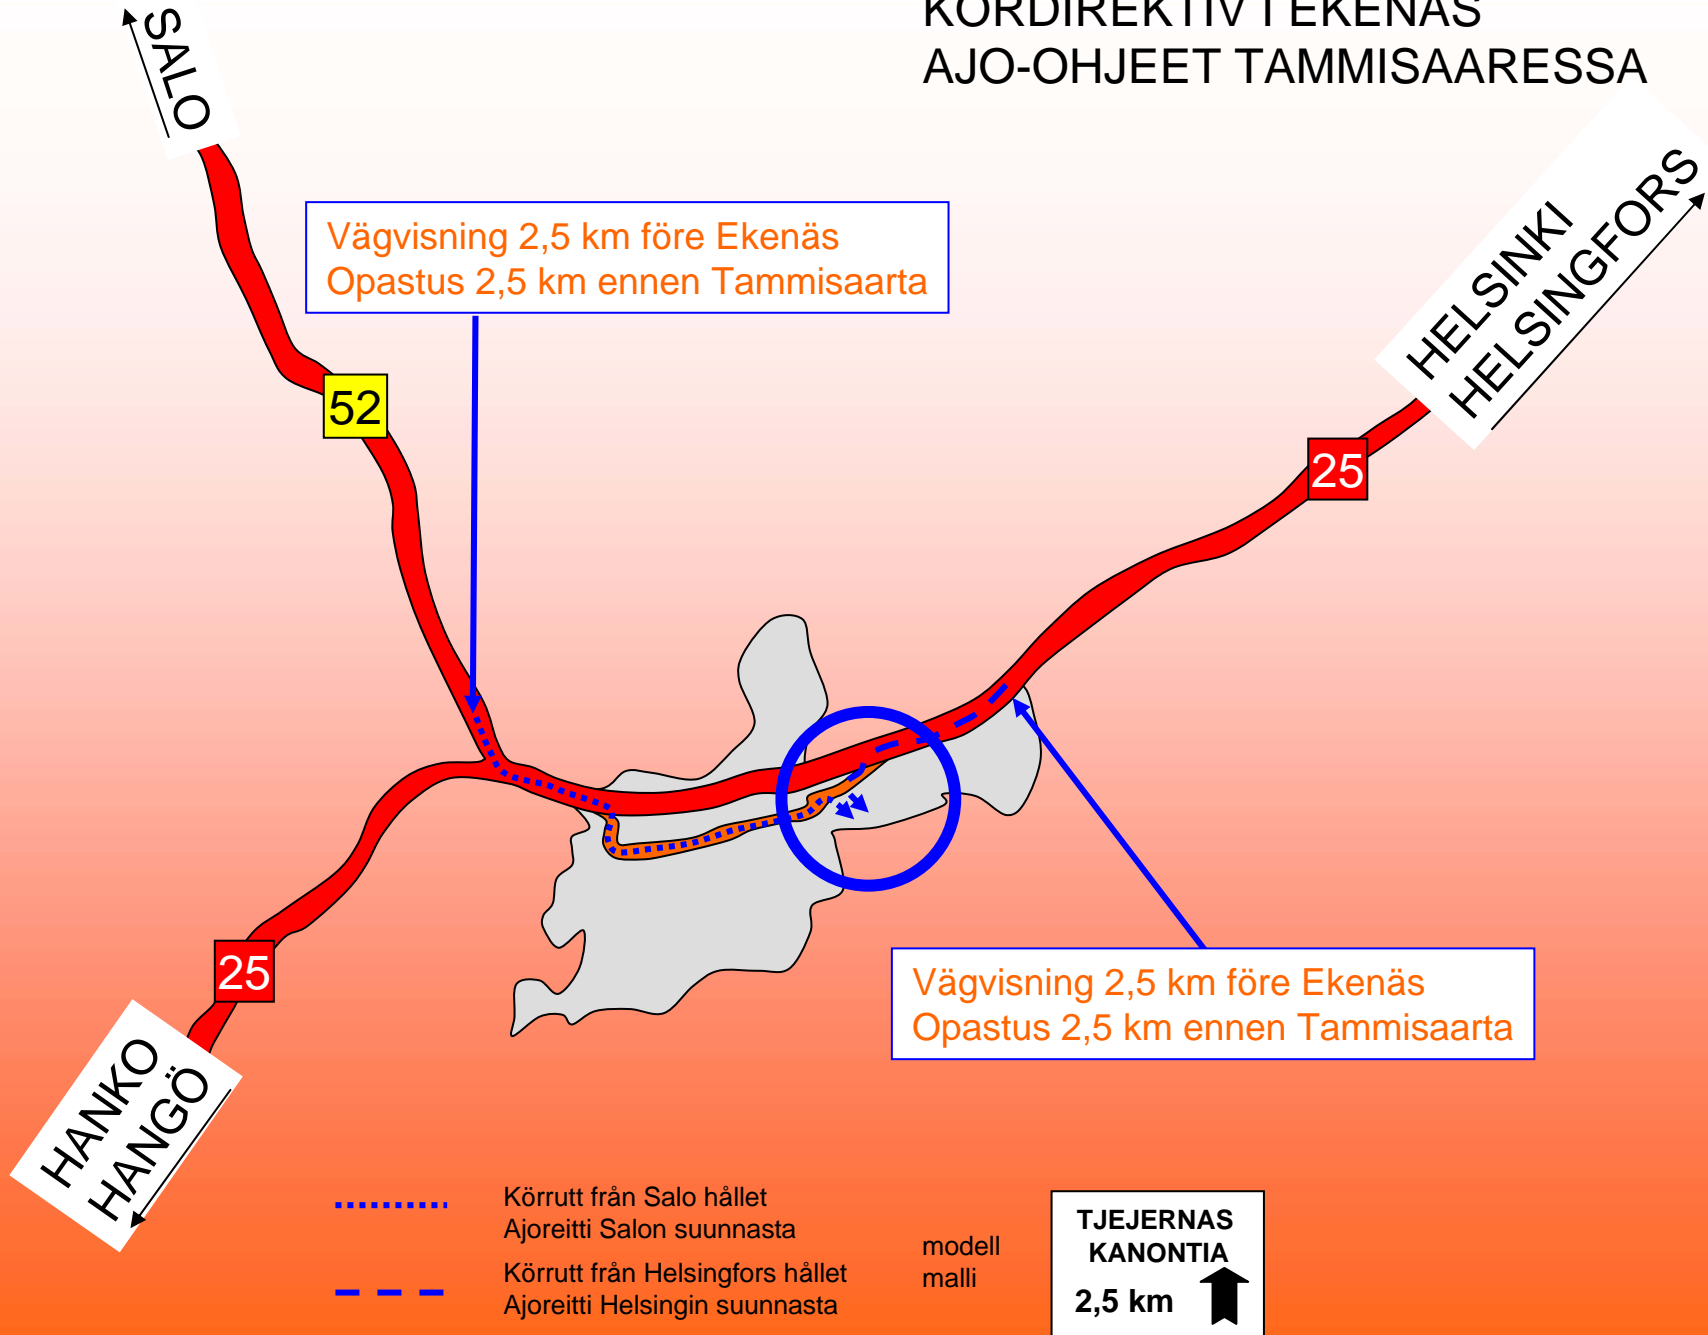 KÖRDIREKTIV I EKENÄS
AJO-OHJEET TAMMISAARESSA
SALO
Vägvisning 2,5 km före Ekenäs
Opastus 2,5 km ennen Tammisaarta
HELSINKI
HELSINGFORS
52
25
25
Vägvisning 2,5 km före Ekenäs
Opastus 2,5 km ennen Tammisaarta
HANKO
HANGÖ
Körrutt från Salo hållet
Ajoreitti Salon suunnasta
Körrutt från Helsingfors hållet
Ajoreitti Helsingin suunnasta
modell
malli
TJEJERNAS
KANONTIA
2,5 km